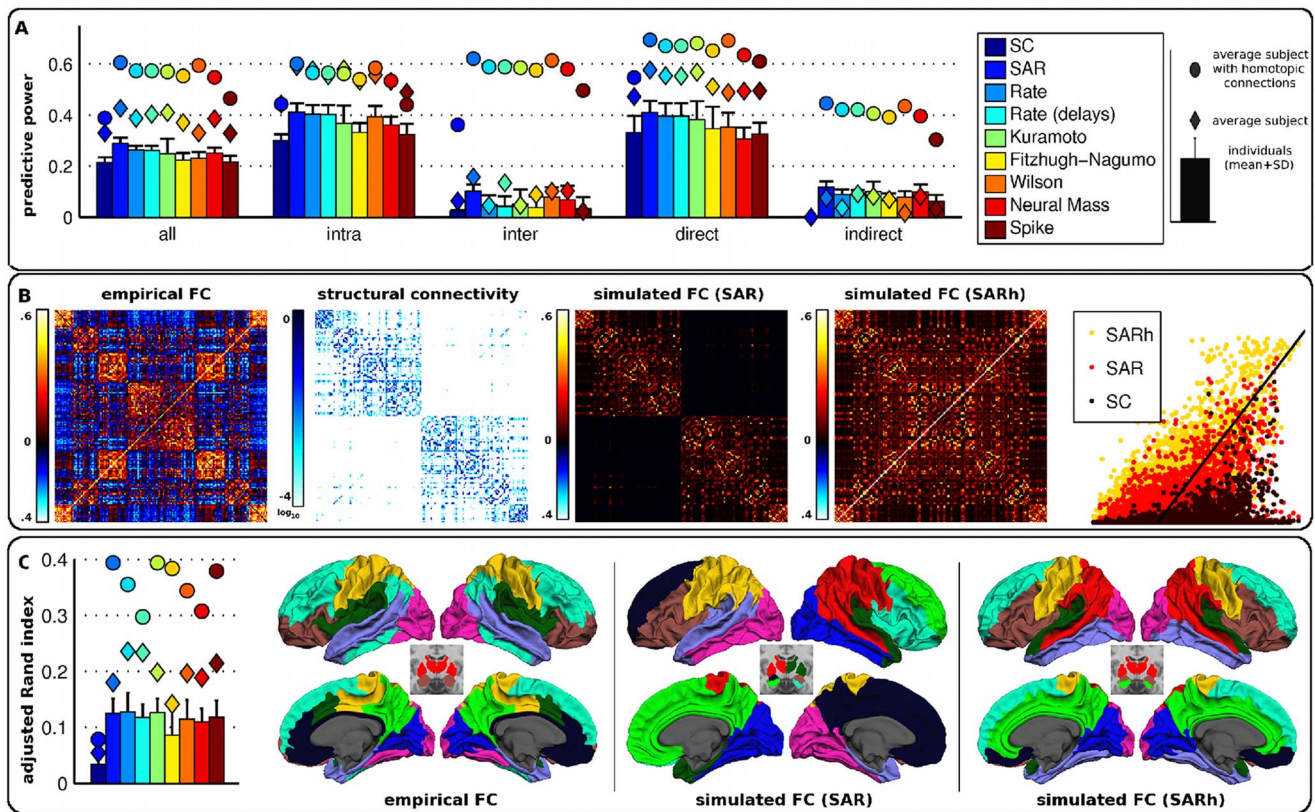 A
predictive power
0.6
0.4
0.2
0
all
intra
inter
direct
indirect
SC
SAR
Rate
Rate (delays)
Kuramoto
Fitzhugh-Nagumo
Wilson
Neural Mass
Spike
average subject
with homotopic
connections
average subject
individuals
(mean+SD)
B
empirical FC
structural connectivity
simulated FC (SAR)
simulated FC (SARh)
.6
0
.4
0
-4
log10
.6
0
.4
.6
0
.4
SARh
SAR
SC
C
adjusted Rand index
0.4
0.3
0.2
0.1
0
empirical FC
simulated FC (SAR)
simulated FC (SARh)